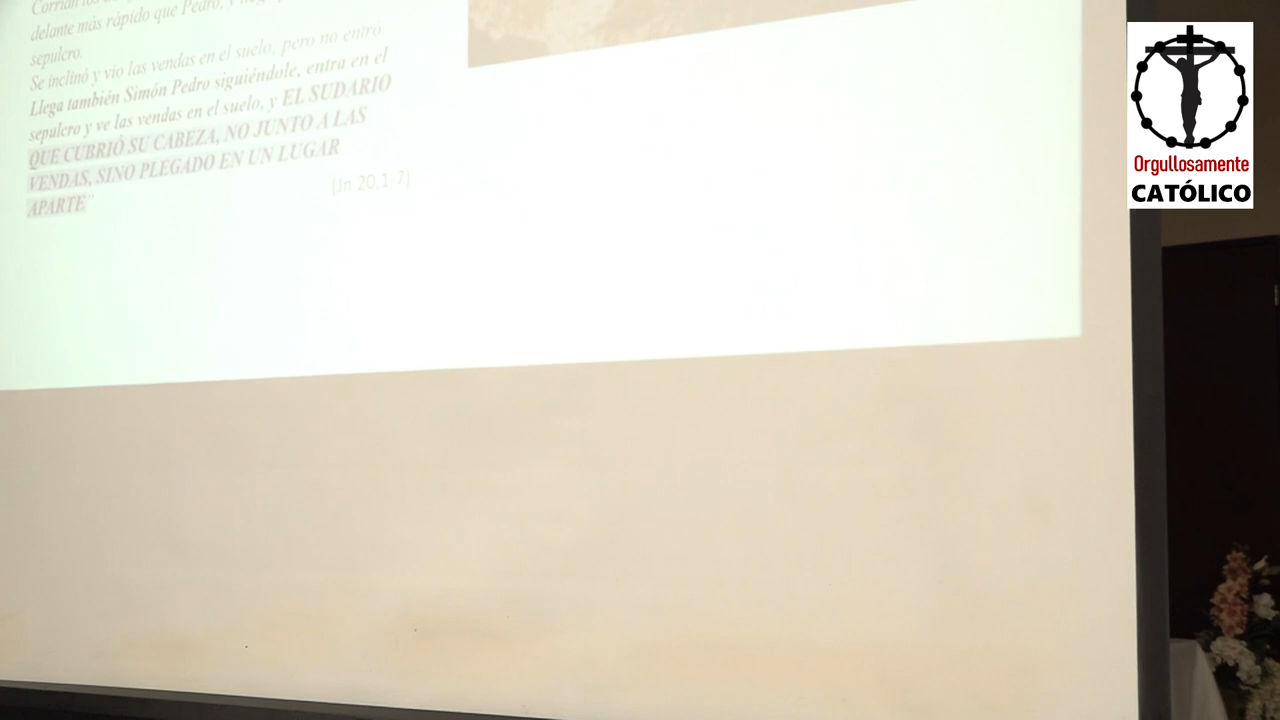 delante más rápido que Pedro, y
sepulcro.
Se inclinó y vio las vendas en el suelo, pero no entró.
Llega también Simón Pedro siguiéndole, entra en el
sepulcro y ve las vendas en el suelo, y EL SUDARIO
QUE CUBRIÓ SU CABEZA, NO JUNTO A LAS
VENDAS, SINO PLEGADO EN UN LUGAR
APARTE"
(Jn 20,1-7)
Orgullosamente
CATÓLICO